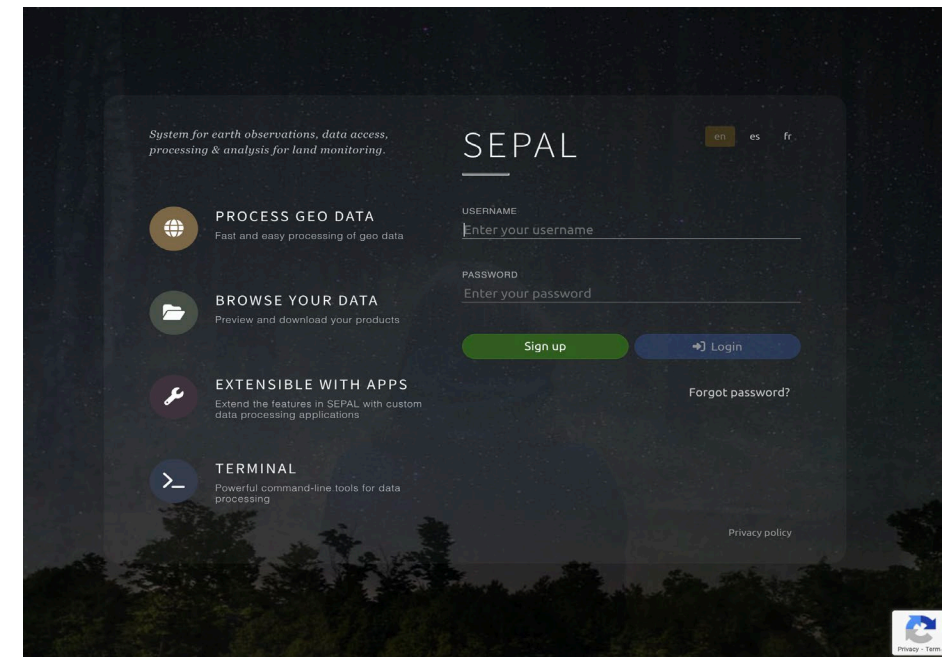 System for earth observations, data access,
processing & analysis for land monitoring.
PROCESS GEO DATA
Fast and easy processing of geo data
BROWSE YOUR DATA
Preview and download your products
EXTENSIBLE WITH APPS
Extend the features in SEPAL with custom
data processing applications
TERMINAL
Powerful command-line tools for data
processing
SEPAL
en es fr
USERNAME
Enter your username
PASSWORD
Enter your password
Sign up
Login
Forgot password?
Privacy policy
Privacy - Term